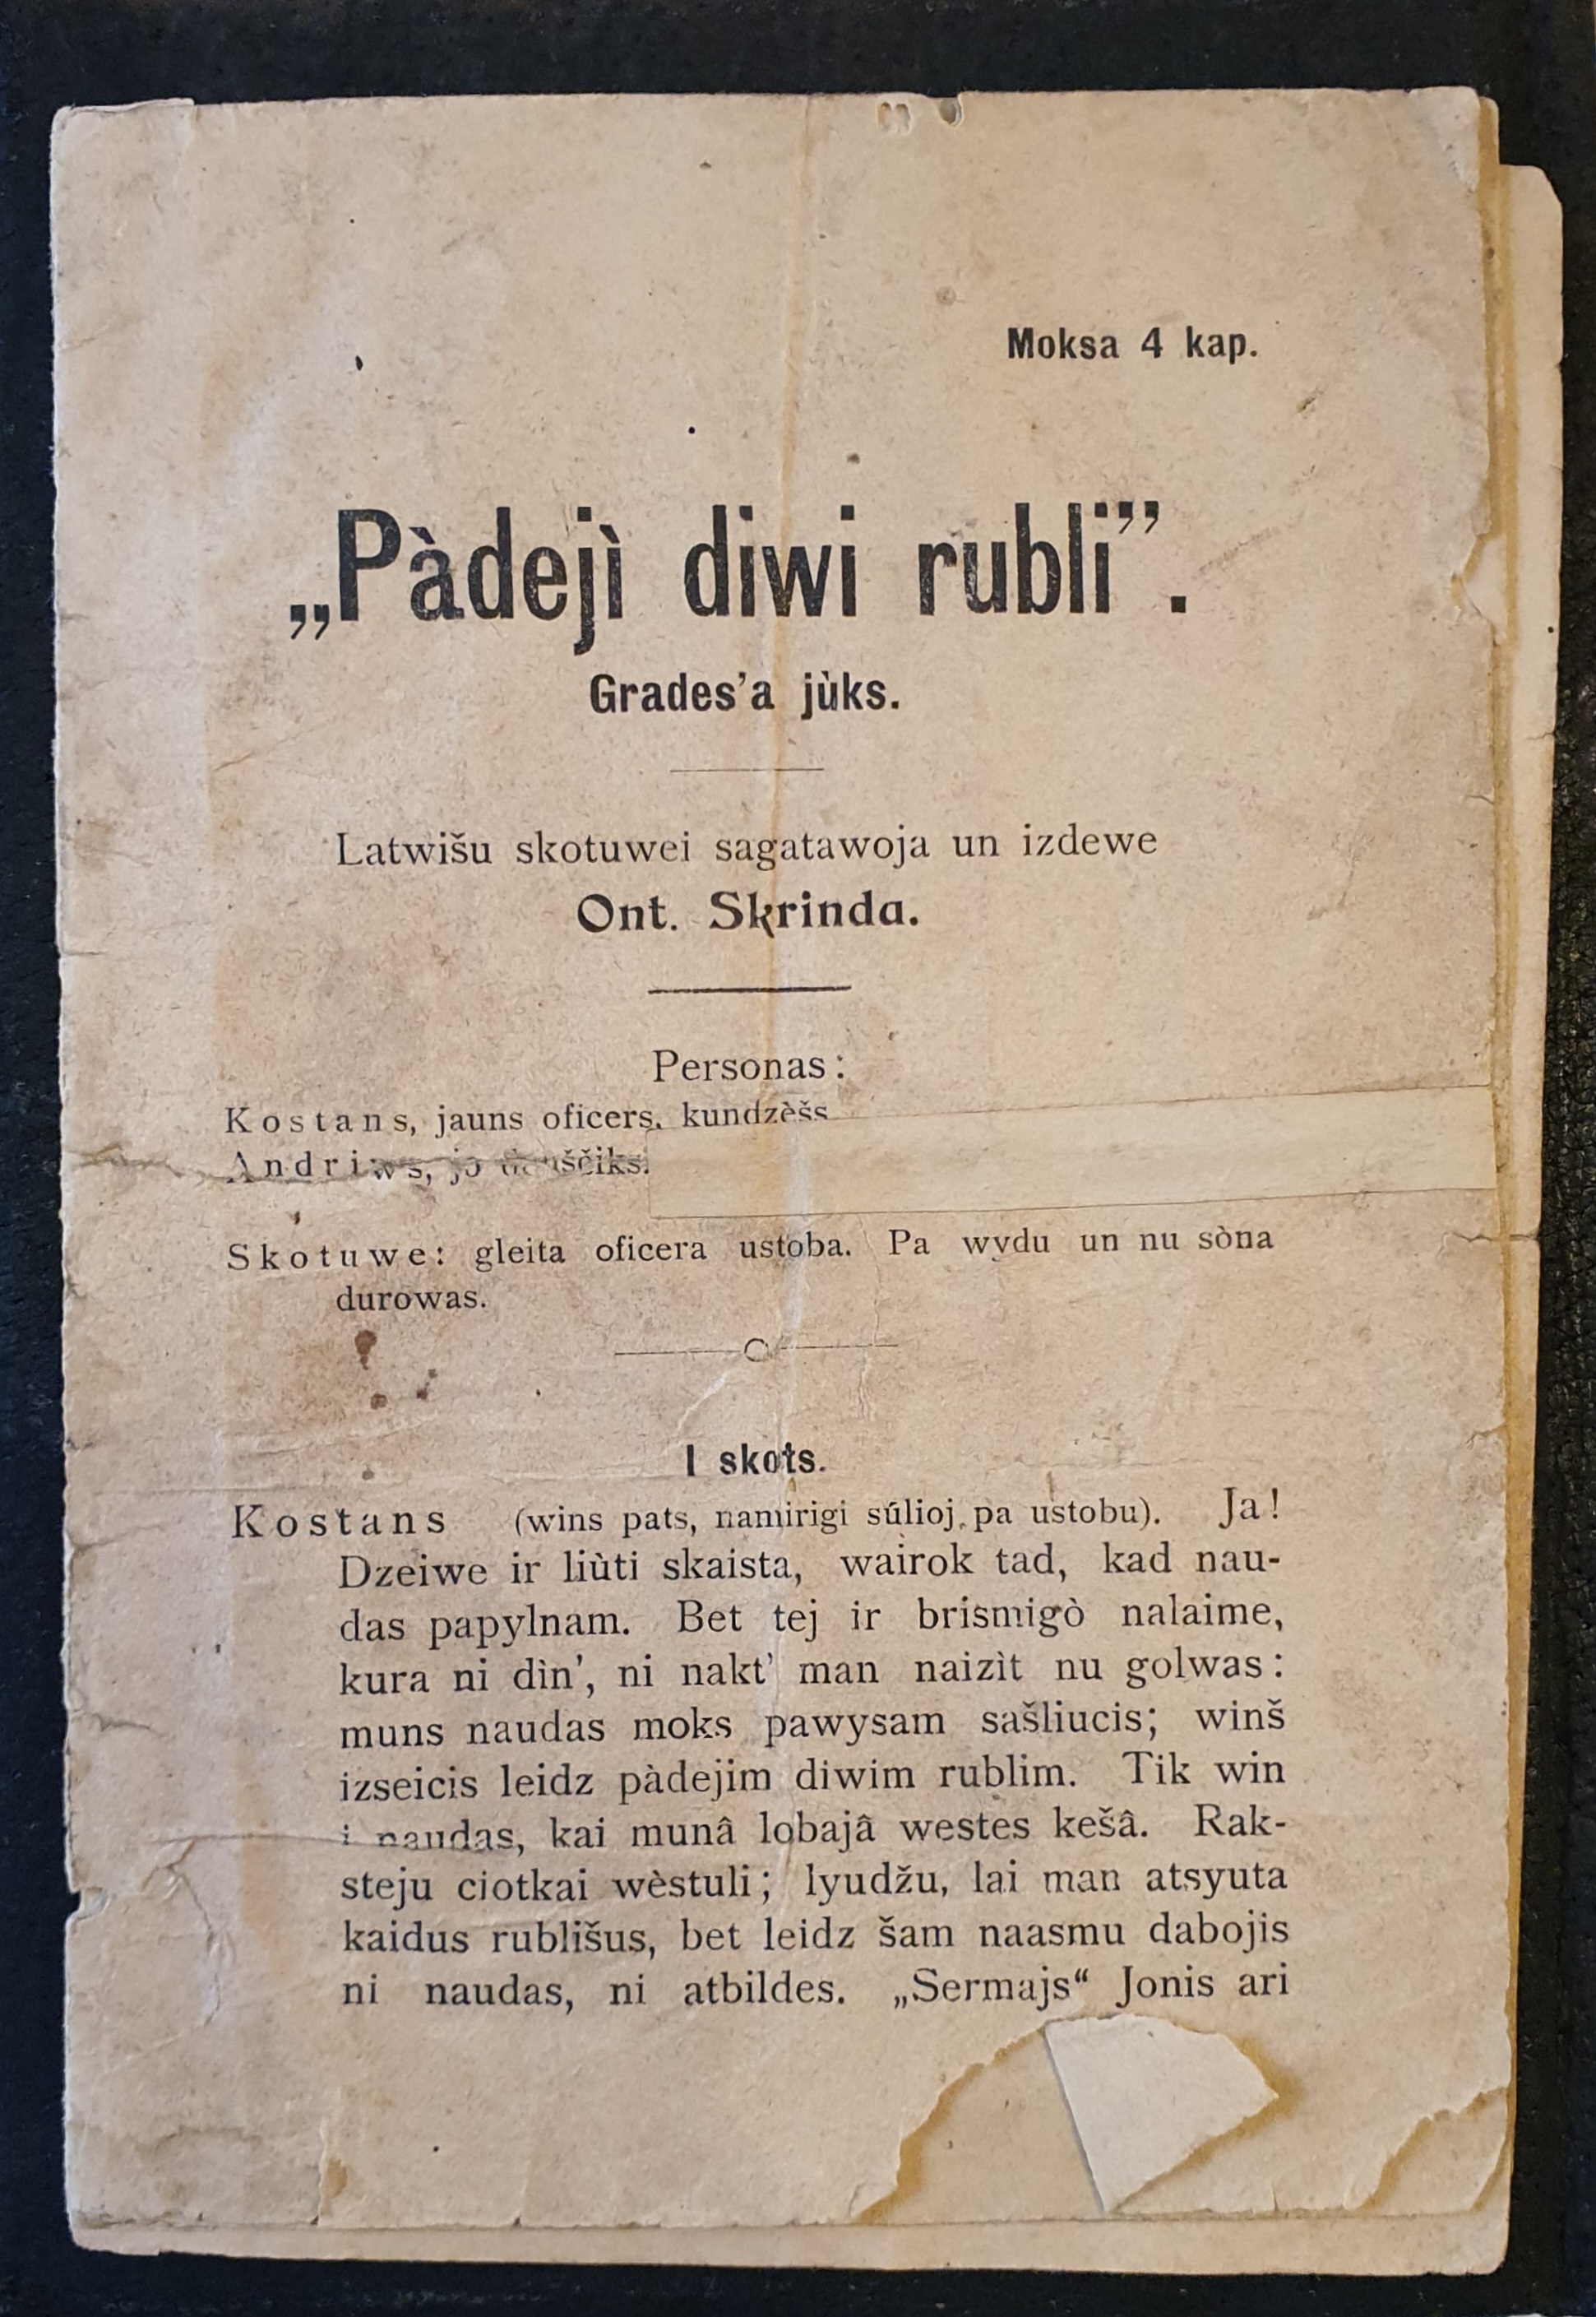 Moksa 4 kap.
„Pàdejì diwi rubli”.
Grades’a jùks.
Latwišu skotuwei sagatawoja un izdewe
Ont. Skrinda.
Personas:
Kostans, jauns oficers, kundzèšs
Andriws, jo
Skotuwe: gleita oficera ustoba. Pa wydu un nu sòna
durowas.
I skots.
Kostans (wins pats, namirigi súlioj pa ustobu). Ja!
Dzeiwe ir liùti skaista, wairok tad, kad nau-
das papylnam. Bet tej ir brismigò nalaime,
kura ni dìn’, ni nakt’ man naizìt nu golwas:
muns naudas moks pawysam sašliucis; winš
izseicis leidz pàdejim diwim rublim. Tik win
i naudas, kai munâ lobajâ westes kešâ. Rak-
steju ciotkai wèstuli; lyudžu, lai man atsyuta
kaidus rublišus, bet leidz šam naasmu dabojis
ni naudas, ni atbildes. „Sermajs“ Jonis ari